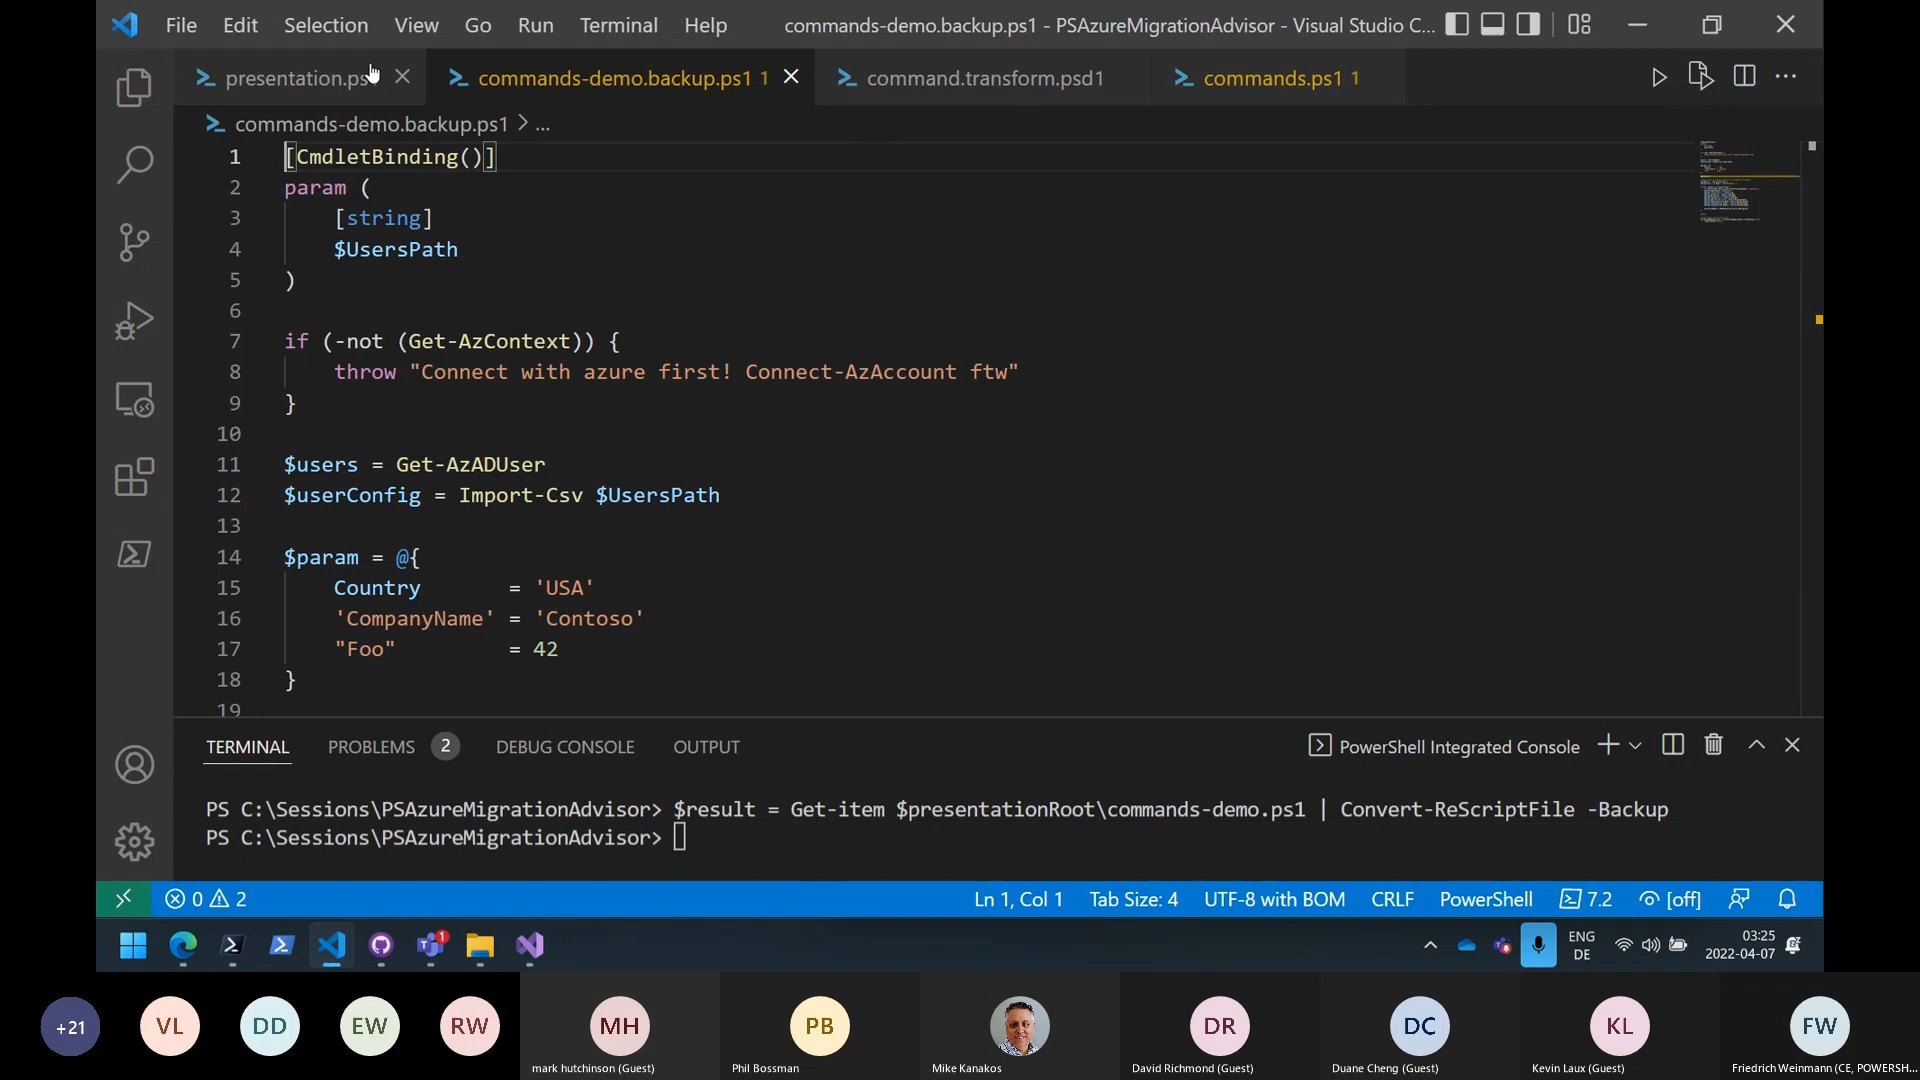 File Edit Selection View Go Run Terminal Help commands-demo.backup.ps1 - PSAzureMigrationAdvisor - Visual Studio C...
presentation.ps commands-demo.backup.ps1 1 command.transform.psd1 commands.ps1 1
commands-demo.backup.ps1 > ...
1 [CmdletBinding()]
2 param (
3 [string]
4 $UsersPath
5 )
6
7 if (-not (Get-AzContext)) {
8 throw "Connect with azure first! Connect-AzAccount ftw"
9 }
10
11 $users = Get-AzADUser
12 $userConfig = Import-Csv $UsersPath
13
14 $param = @{
15 Country = 'USA'
16 'CompanyName' = 'Contoso'
17 "Foo" = 42
18 }
19
TERMINAL PROBLEMS 2 DEBUG CONSOLE OUTPUT PowerShell Integrated Console
PS C:\Sessions\PSAzureMigrationAdvisor> $result = Get-item $presentationRoot\commands-demo.ps1 | Convert-ReScriptFile -Backup
PS C:\Sessions\PSAzureMigrationAdvisor>
0 2 Ln 1, Col 1 Tab Size: 4 UTF-8 with BOM CRLF PowerShell 7.2 [off]
1 ENG 03:25
DE 2022-04-07
+21 VL DD EW RW MH PB DR DC KL FW
mark hutchinson (Guest) Phil Bossman Mike Kanakos David Richmond (Guest) Duane Cheng (Guest) Kevin Laux (Guest) Friedrich Weinmann (CE, POWERSH...